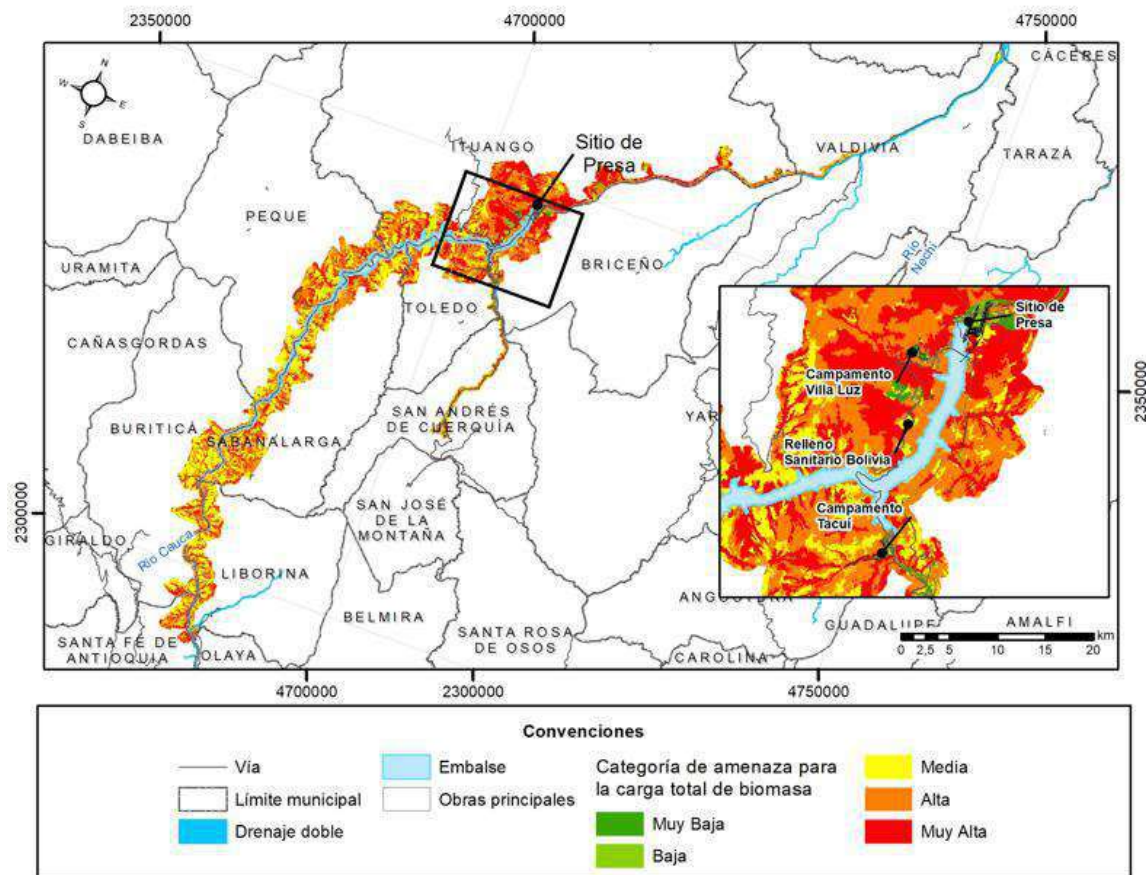 2350000
4700000
4750000
CÁCERES
N
W
E
S
DABEIBA
ITUANGO
Sitio de
Presa
VALDIVIA
TARAZÁ
PEQUE
URAMITA
BRICEÑO
Río
Nechí
TOLEDO
CAÑASGORDAS
Sitio de
Presa
Campamento
Villa Luz
2350000
SAN ANDRÉS
DE CUERQUÍA
YAR
BURITICÁ
SABANALARGA
Relleno
Sanitario Bolivia
2300000
SAN JOSÉ
DE LA
MONTAÑA
Campamento
Tacuí
GIRALDO
Río Cauca
LIBORINA
BELMIRA
GUADALUPE
AMALFI
SANTA FÉ DE
ANTIOQUIA
OLAYA
SANTA ROSA
DE OSOS
CAROLINA
0 2,5 5 10 15 20 km
4700000
2300000
4750000
Convenciones
Vía
Límite municipal
Drenaje doble
Embalse
Obras principales
Categoría de amenaza para
la carga total de biomasa
Muy Baja
Baja
Media
Alta
Muy Alta